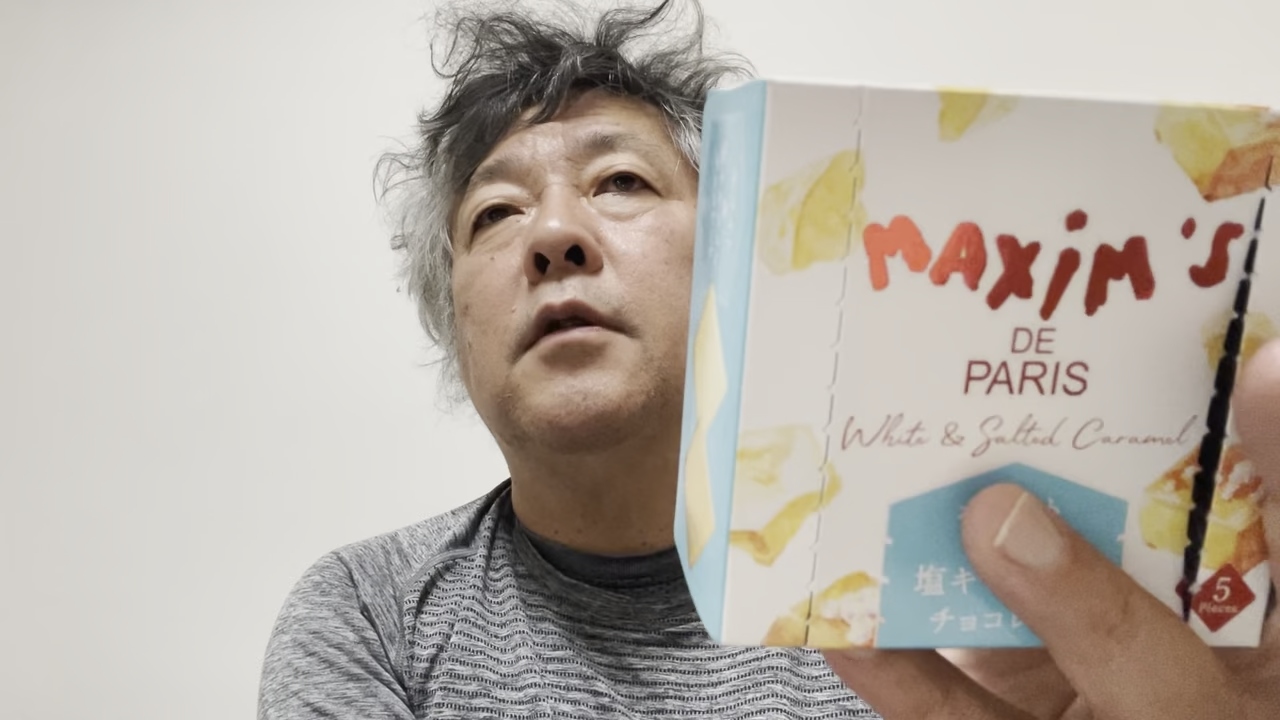 MAXiM'S
DE
PARIS
White & Salted Caramel
塩キ
チョコレ
5
Pieces